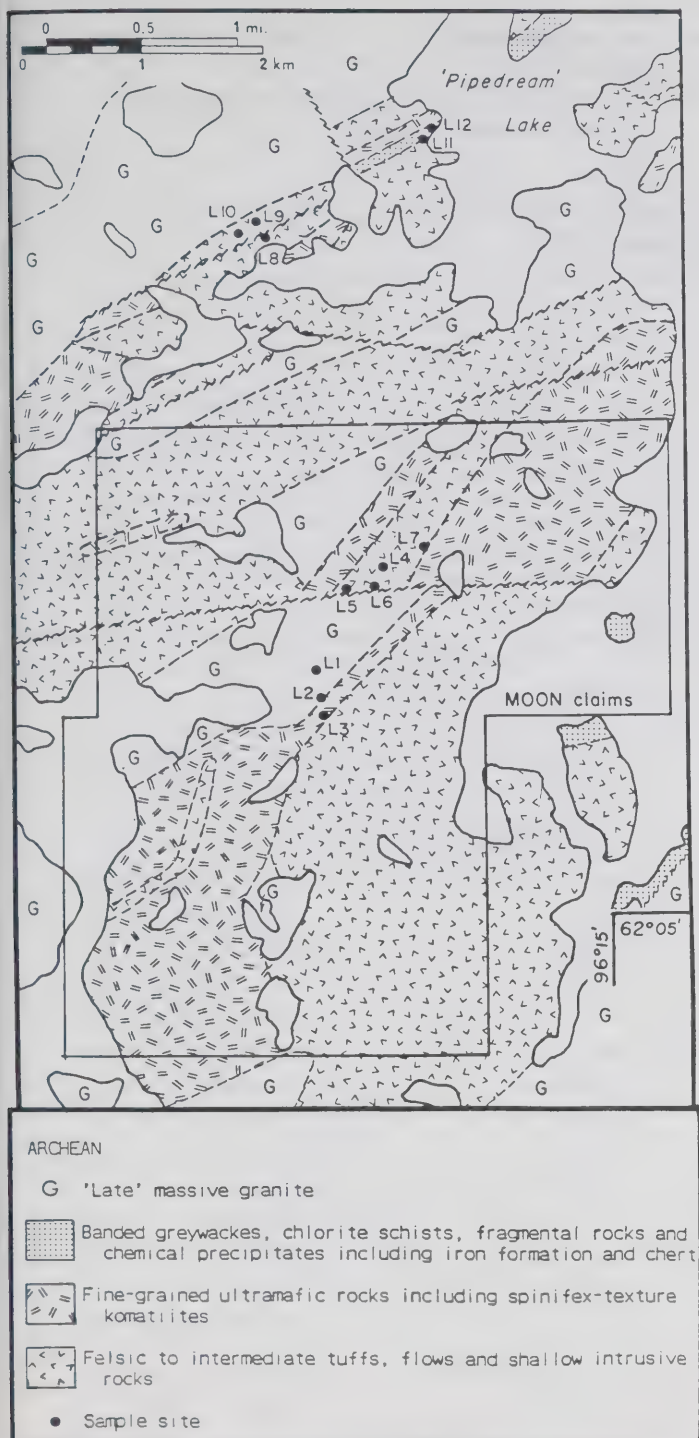 0 0.5 1 mi.
0 1 2 km
G
'Pipedream'
Lake
L12
L11
G
G
G
G
L10
L9
L8
G
G
G
G
G
G
G
L7
L4
L5
L6
G
L1
G
L2
L3
MOON claims
G
G
G
G
G
62°05'
96°15'
G
G
G
G
ARCHEAN
G 'Late' massive granite
Banded greywackes, chlorite schists, fragmental rocks and
chemical precipitates including iron formation and chert
Fine-grained ultramafic rocks including spinifex-texture
komatiites
Felsic to intermediate tuffs, flows and shallow intrusive
rocks
Sample site